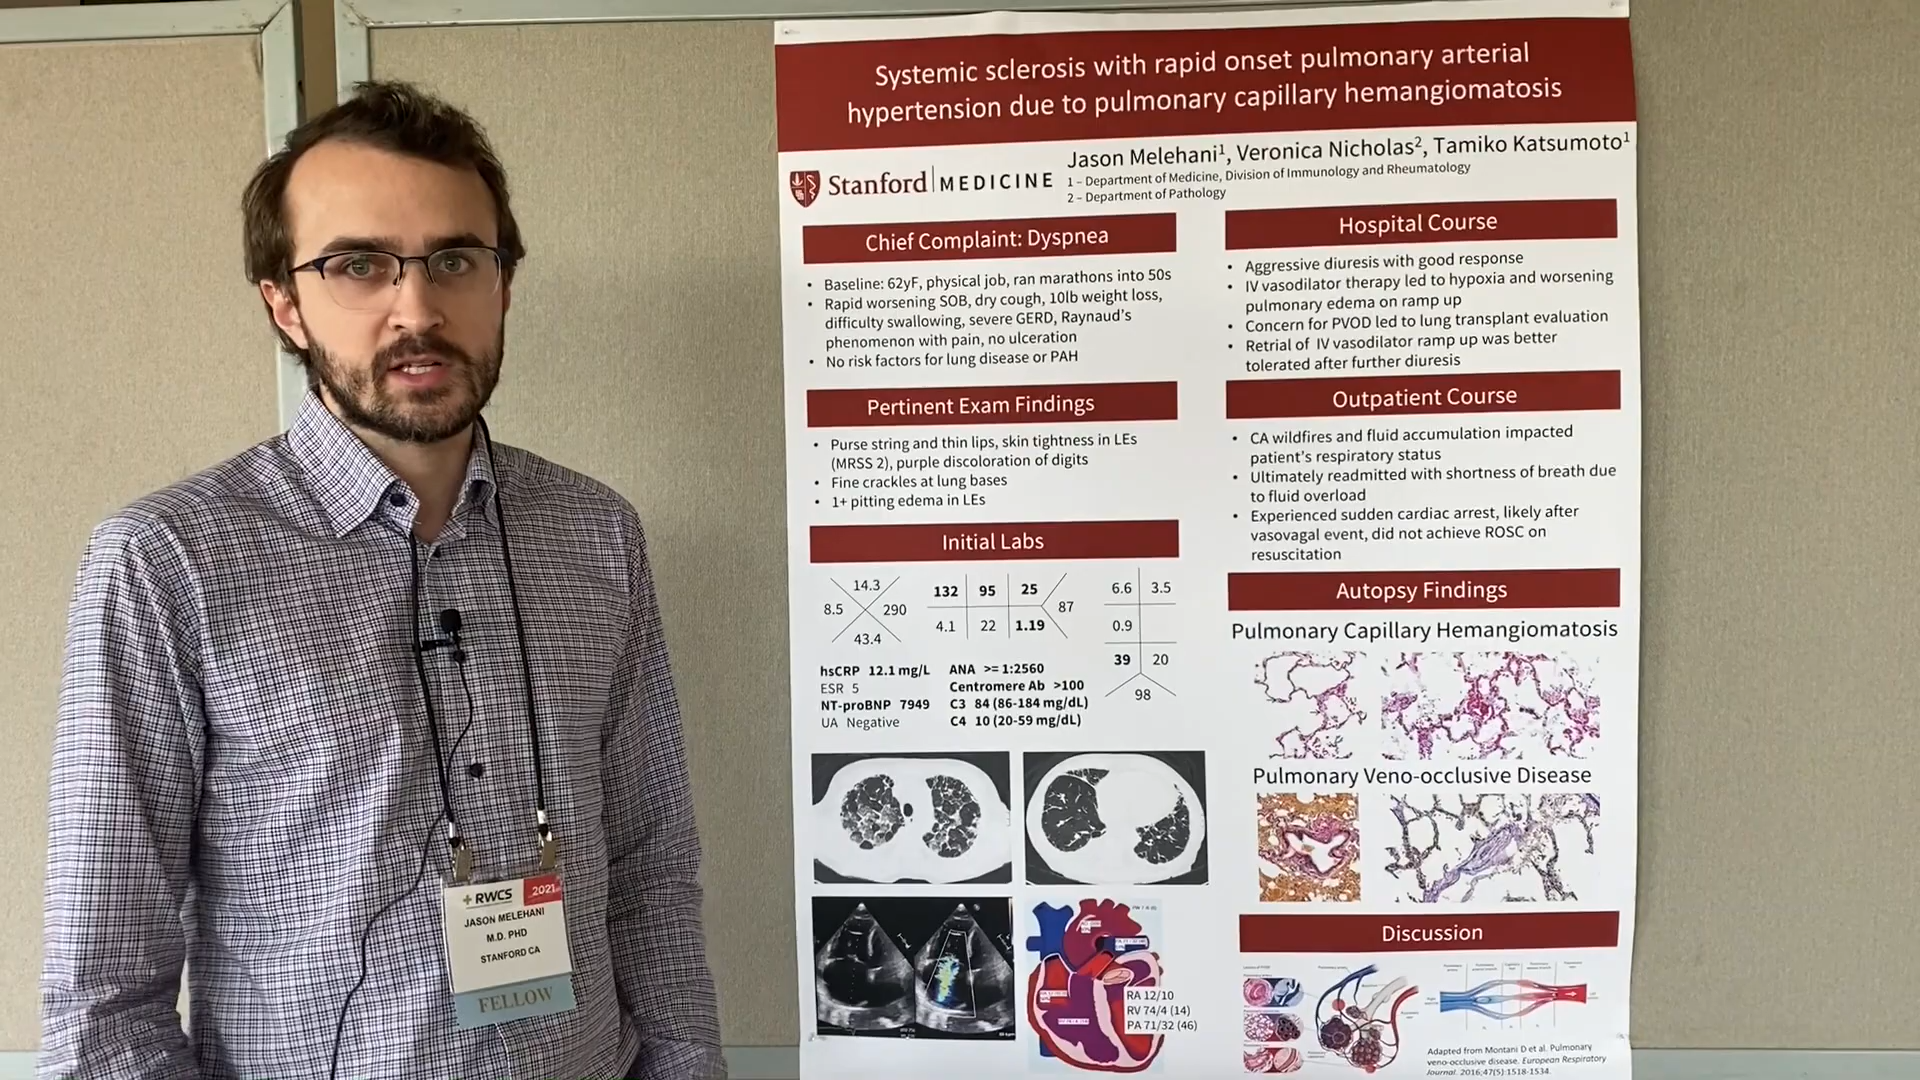 Systemic sclerosis with rapid onset pulmonary arterial
hypertension due to pulmonary capillary hemangiomatosis
Stanford MEDICINE
Jason Melehani1, Veronica Nicholas2, Tamiko Katsumoto1
1 – Department of Medicine, Division of Immunology and Rheumatology
2 – Department of Pathology
Chief Complaint: Dyspnea
• Baseline: 62yF, physical job, ran marathons into 50s
• Rapid worsening SOB, dry cough, 10lb weight loss,
difficulty swallowing, severe GERD, Raynaud's
phenomenon with pain, no ulceration
• No risk factors for lung disease or PAH
Pertinent Exam Findings
• Purse string and thin lips, skin tightness in LEs
(MRSS 2), purple discoloration of digits
• Fine crackles at lung bases
• 1+ pitting edema in LEs
Initial Labs
14.3
8.5 290
43.4
132 95 25
87
4.1 22 1.19
6.6 3.5
0.9
39 20
98
hsCRP 12.1 mg/L
ESR 5
NT-proBNP 7949
UA Negative
ANA >= 1:2560
Centromere Ab >100
C3 84 (86-184 mg/dL)
C4 10 (20-59 mg/dL)
RA 12/10
RV 74/4 (14)
PA 71/32 (46)
Hospital Course
• Aggressive diuresis with good response
• IV vasodilator therapy led to hypoxia and worsening
pulmonary edema on ramp up
• Concern for PVOD led to lung transplant evaluation
• Retrial of IV vasodilator ramp up was better
tolerated after further diuresis
Outpatient Course
• CA wildfires and fluid accumulation impacted
patient's respiratory status
• Ultimately readmitted with shortness of breath due
to fluid overload
• Experienced sudden cardiac arrest, likely after
vasovagal event, did not achieve ROSC on
resuscitation
Autopsy Findings
Pulmonary Capillary Hemangiomatosis
Pulmonary Veno-occlusive Disease
Discussion
Adapted from Montani D et al. Pulmonary
veno-occlusive disease. European Respiratory
Journal. 2016;47(5):1518-1534.
RWCS 2021
JASON MELEHANI
M.D. PHD
STANFORD CA
FELLOW